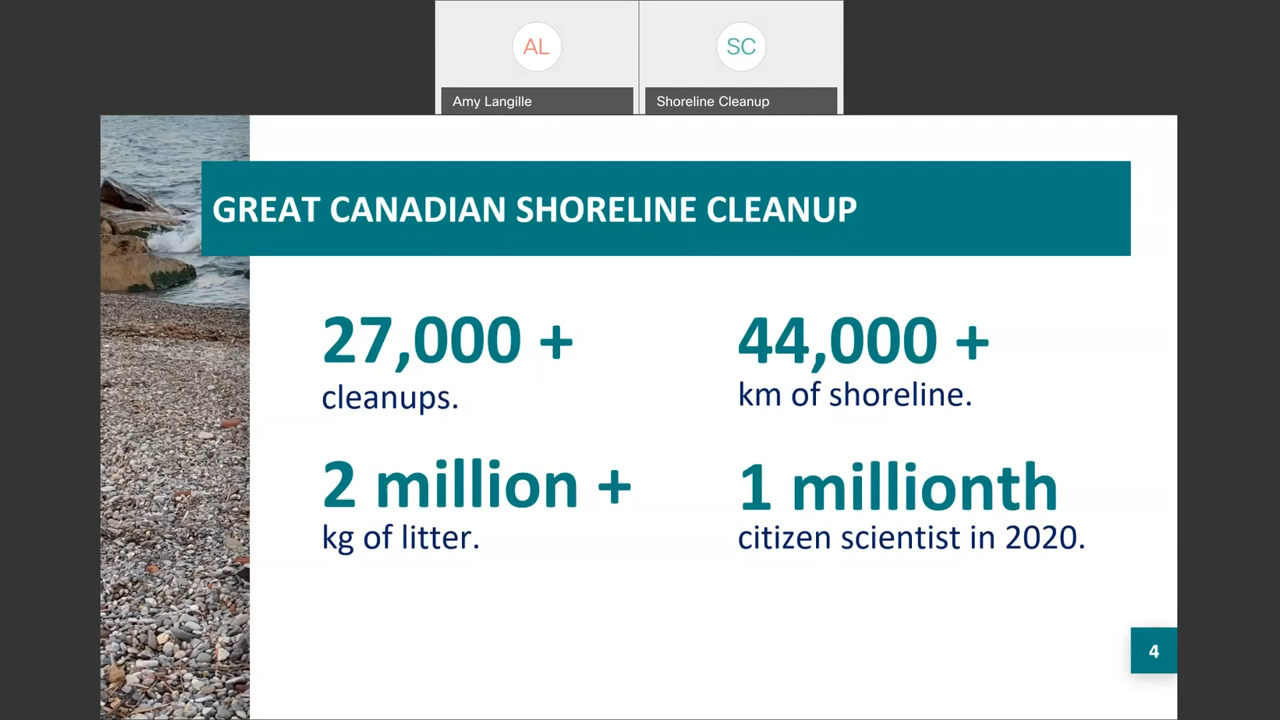 AL
SC
Amy Langille
Shoreline Cleanup
GREAT CANADIAN SHORELINE CLEANUP
27,000 +
cleanups.
44,000 +
km of shoreline.
2 million +
kg of litter.
1 millionth
citizen scientist in 2020.
4